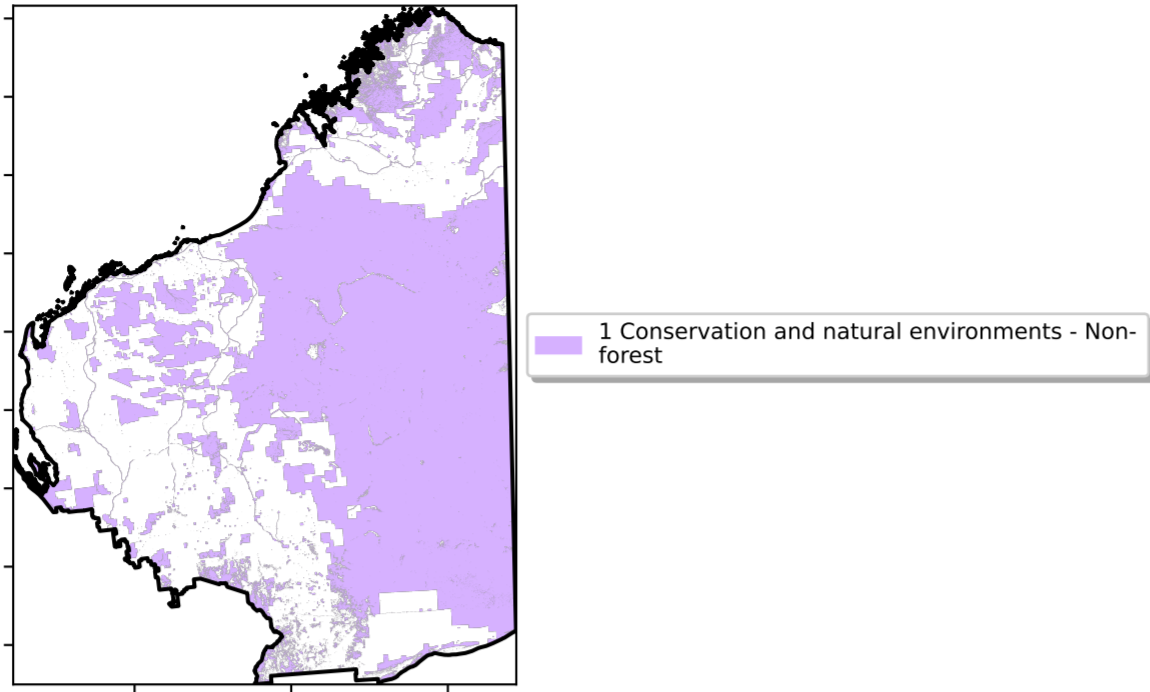 1 Conservation and natural environments - Non-
forest